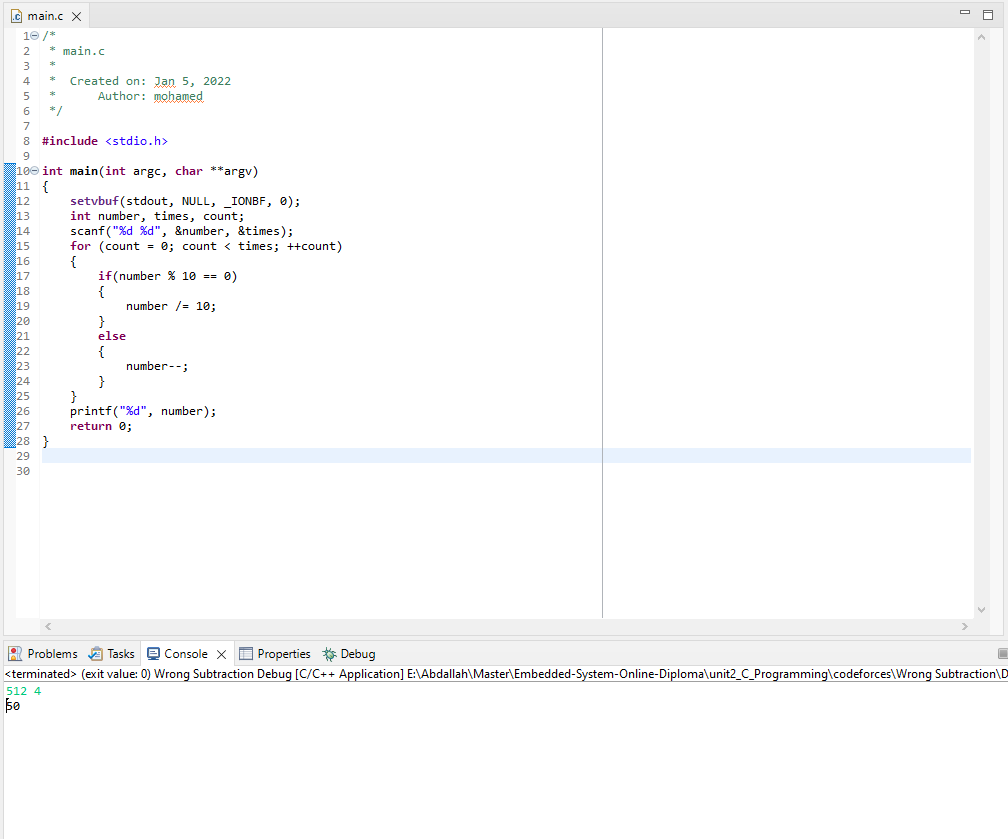 main.c
1 /*
2  * main.c
3  *
4  *  Created on: Jan 5, 2022
5  *      Author: mohamed
6  */
7
8 #include <stdio.h>
9
10 int main(int argc, char **argv)
11 {
12     setvbuf(stdout, NULL, _IONBF, 0);
13     int number, times, count;
14     scanf("%d %d", &number, &times);
15     for (count = 0; count < times; ++count)
16     {
17         if(number % 10 == 0)
18         {
19             number /= 10;
20         }
21         else
22         {
23             number--;
24         }
25     }
26     printf("%d", number);
27     return 0;
28 }
29
30
Problems Tasks Console Properties Debug
<terminated> (exit value: 0) Wrong Subtraction Debug [C/C++ Application] E:\Abdallah\Master\Embedded-System-Online-Diploma\unit2_C_Programming\codeforces\Wrong Subtraction\D
512 4
50